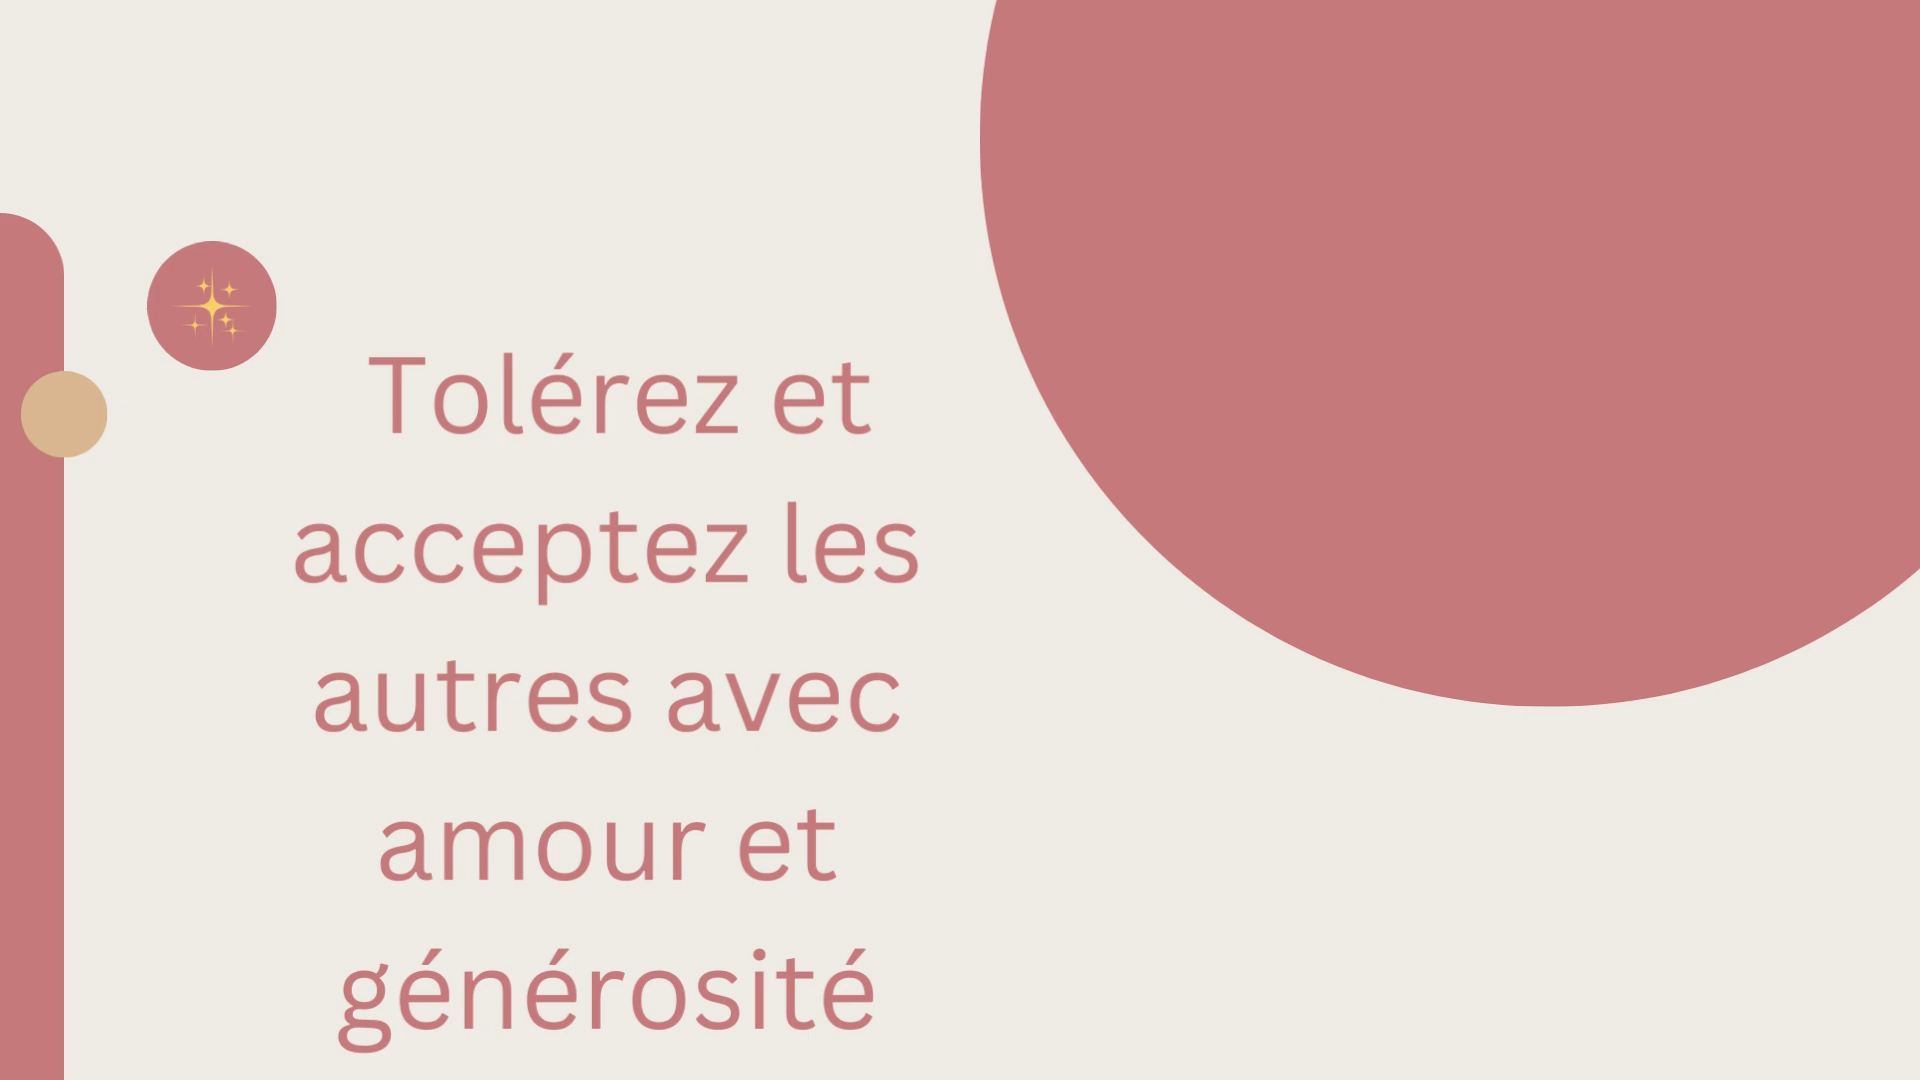 Tolérez et
acceptez les
autres avec
amour et
générosité